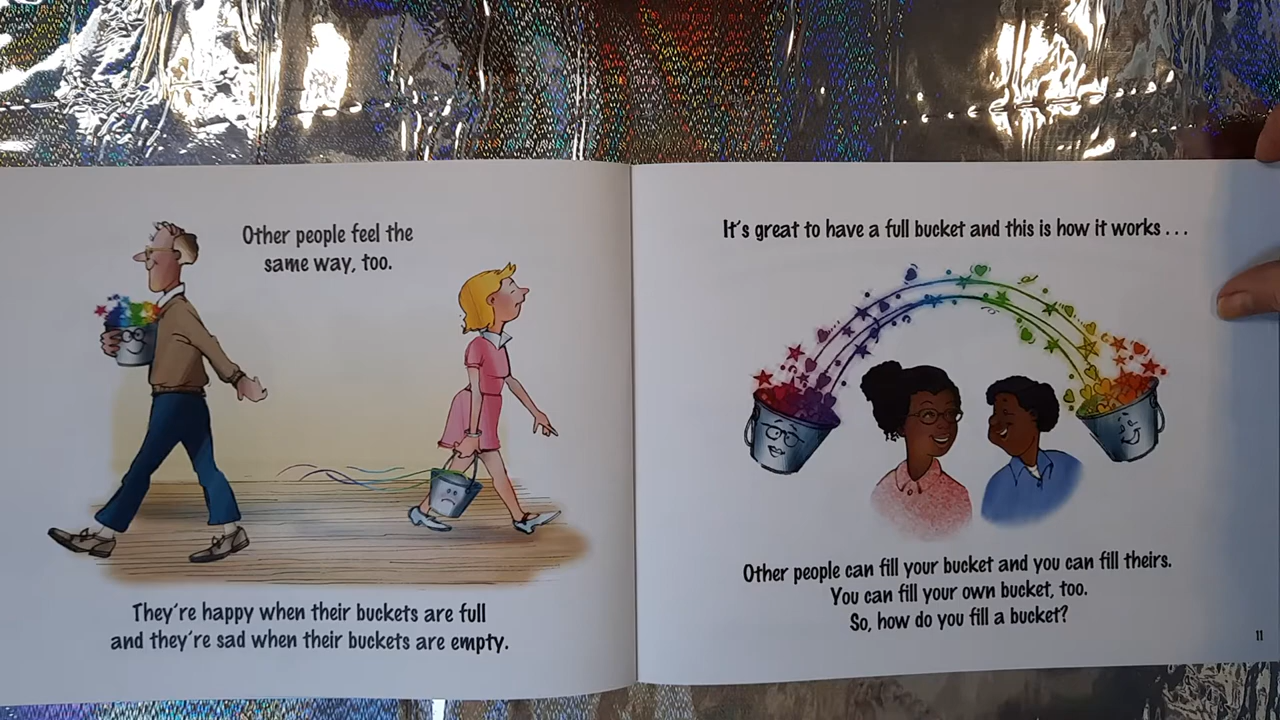 Other people feel the
same way, too.
They're happy when their buckets are full
and they're sad when their buckets are empty.
It's great to have a full bucket and this is how it works . . .
Other people can fill your bucket and you can fill theirs.
You can fill your own bucket, too.
So, how do you fill a bucket?
11